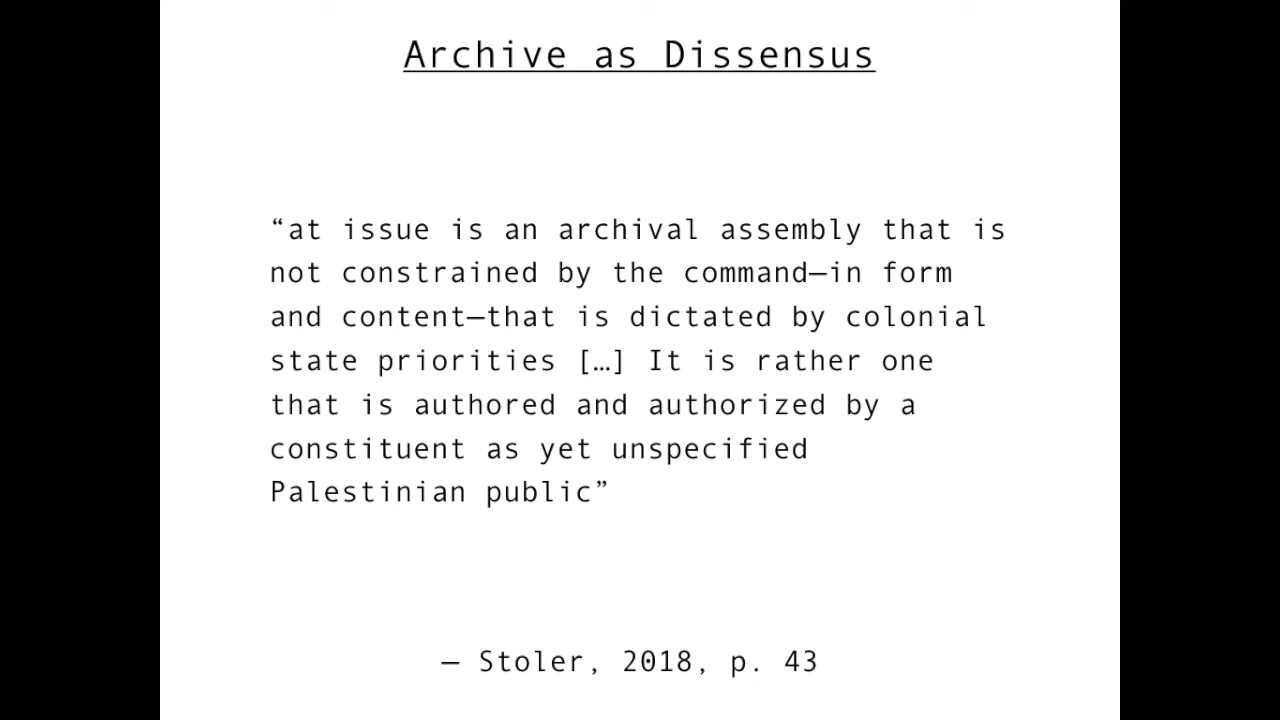 Archive as Dissensus
“at issue is an archival assembly that is
not constrained by the command—in form
and content—that is dictated by colonial
state priorities […] It is rather one
that is authored and authorized by a
constituent as yet unspecified
Palestinian public”
— Stoler, 2018, p. 43